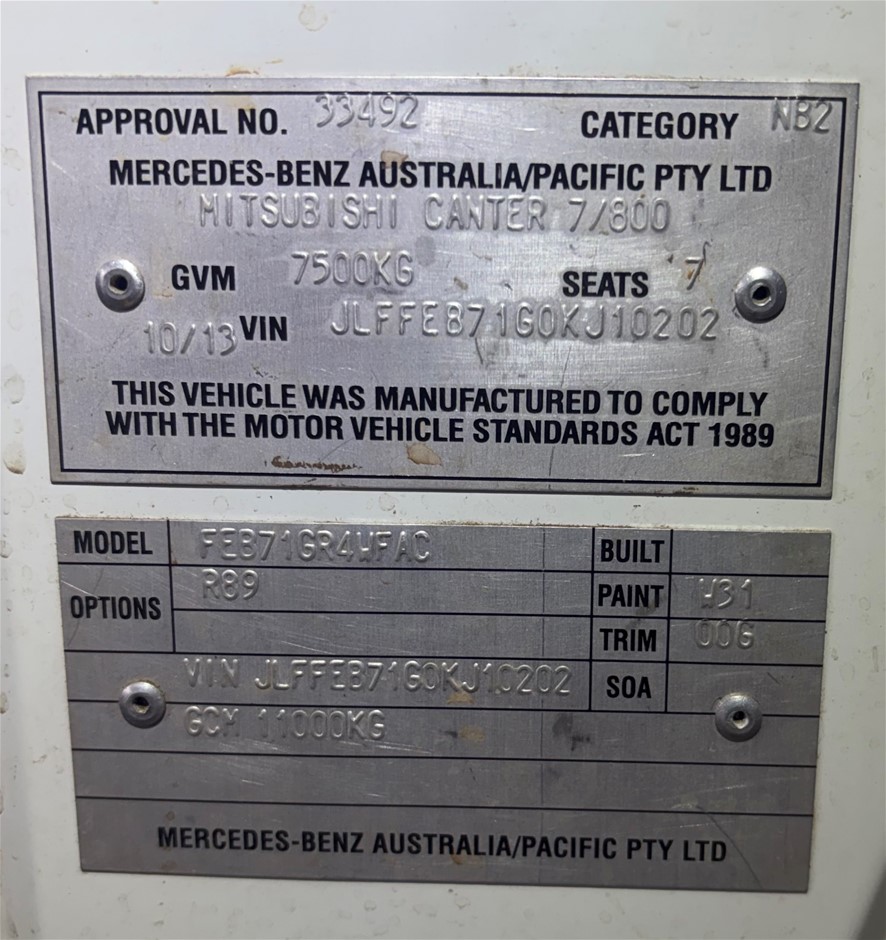 APPROVAL NO. 33492 CATEGORY NB2
MERCEDES-BENZ AUSTRALIA/PACIFIC PTY LTD
MITSUBISHI CANTER 7/800
GVM 7500KG SEATS 7
10/13 VIN JLFFEB71G0KJ10202
THIS VEHICLE WAS MANUFACTURED TO COMPLY
WITH THE MOTOR VEHICLE STANDARDS ACT 1989
MODEL FEB71GR4WFAC BUILT
OPTIONS R89 PAINT W31
TRIM 00G
VIN JLFFEB71G0KJ10202 SOA
GCM 11000KG
MERCEDES-BENZ AUSTRALIA/PACIFIC PTY LTD